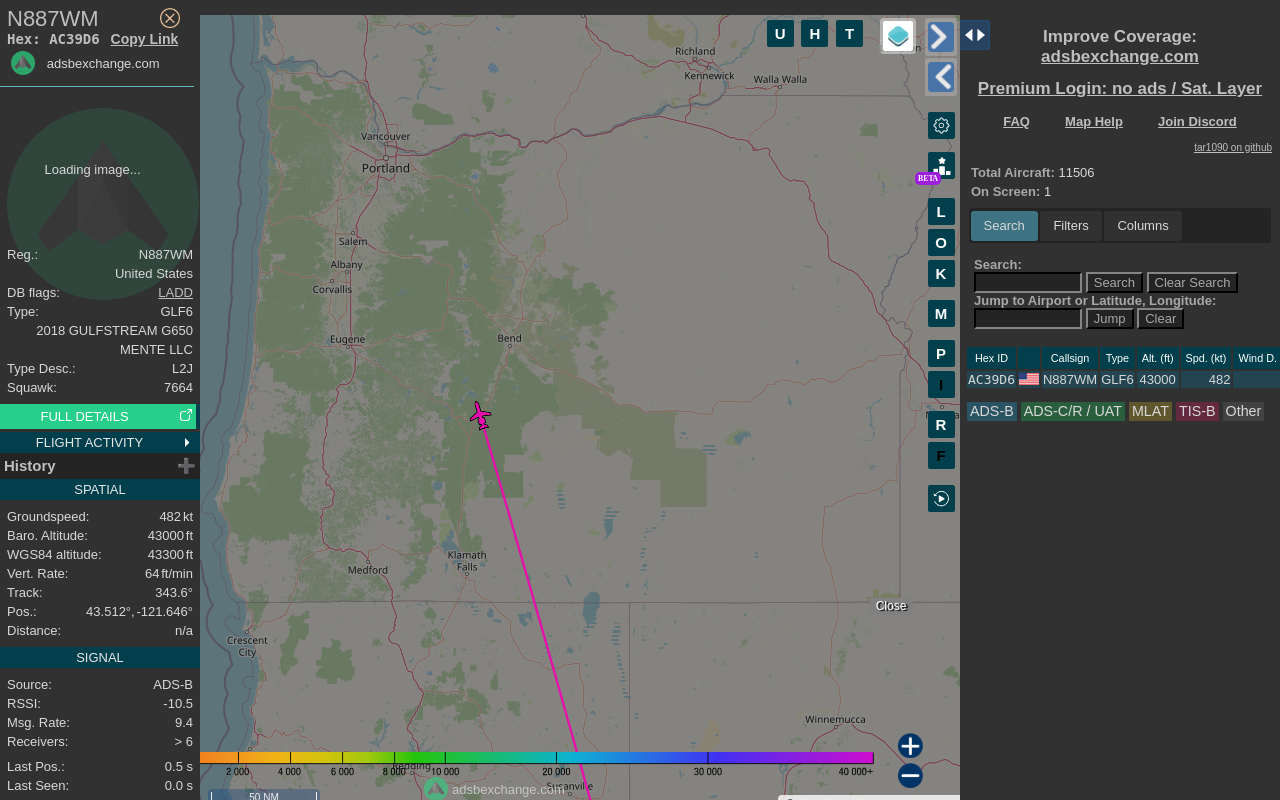 N887WM
Hex: AC39D6 Copy Link
adsbexchange.com
Loading image...
Reg.: N887WM
United States
DB flags: LADD
Type: GLF6
2018 GULFSTREAM G650
MENTE LLC
Type Desc.: L2J
Squawk: 7664
FULL DETAILS
FLIGHT ACTIVITY
History
SPATIAL
Groundspeed: 482 kt
Baro. Altitude: 43000 ft
WGS84 altitude: 43300 ft
Vert. Rate: 64 ft/min
Track: 343.6°
Pos.: 43.512°, -121.646°
Distance: n/a
SIGNAL
Source: ADS-B
RSSI: -10.5
Msg. Rate: 9.4
Receivers: > 6
Last Pos.: 0.5 s
Last Seen: 0.0 s
U H T
Richland
Kennewick
Walla Walla
Vancouver
Portland
Salem
Albany
Corvallis
Eugene
Bend
Klamath
Falls
Medford
Crescent
City
Winnemucca
Redding
Susanville
BETA
L
O
K
M
P
I
R
F
Close
2 000 4 000 6 000 8 000 10 000 20 000 30 000 40 000+
adsbexchange.com
50 NM
Improve Coverage:
adsbexchange.com
Premium Login: no ads / Sat. Layer
FAQ Map Help Join Discord
tar1090 on github
Total Aircraft: 11506
On Screen: 1
Search Filters Columns
Search:
Search Clear Search
Jump to Airport or Latitude, Longitude:
Jump Clear
Hex ID Callsign Type Alt. (ft) Spd. (kt) Wind D.
AC39D6 N887WM GLF6 43000 482
ADS-B ADS-C/R / UAT MLAT TIS-B Other